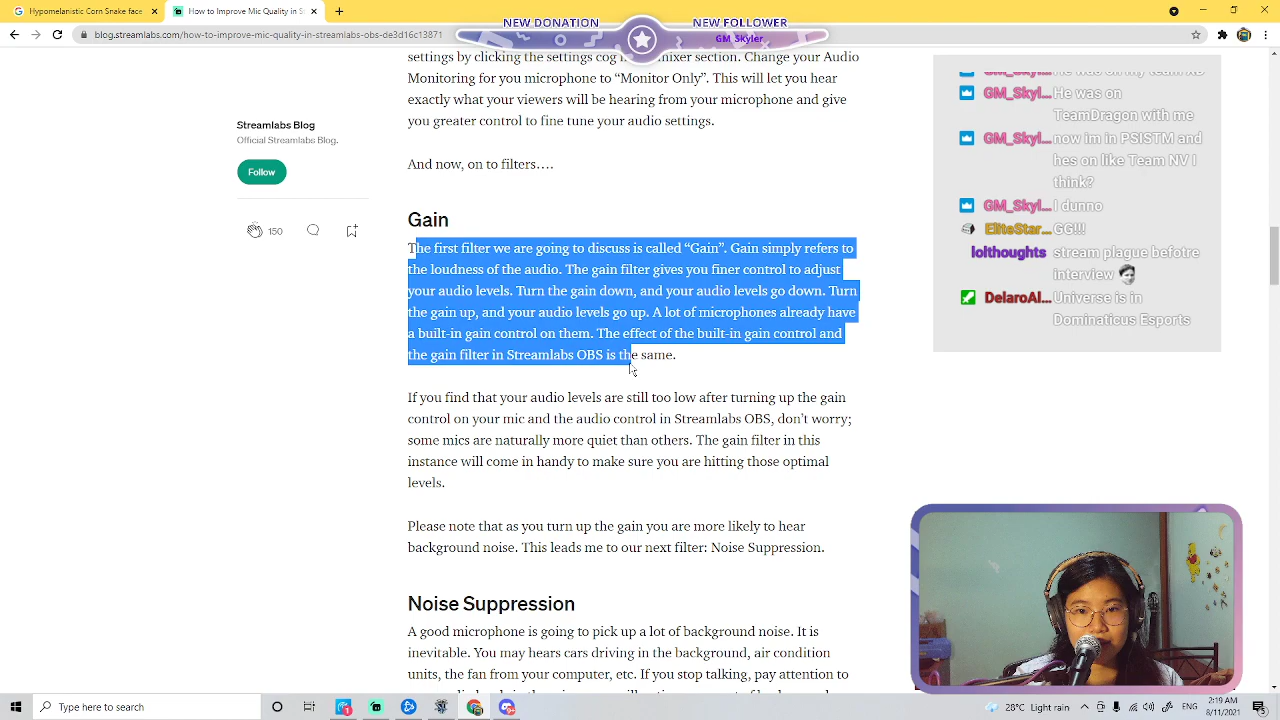 Hypomelanistic Corn Snake Face
How to Improve Mic Quality in St
blog.streamlabs.com/how-to-improve-mic-quality-in-streamlabs-obs-de3d16c13871
NEW DONATION
NEW FOLLOWER
GM Skyler
settings by clicking the settings cog
mixer section. Change your Audio
Monitoring for you microphone to “Monitor Only”. This will let you hear
exactly what your viewers will be hearing from your microphone and give
you greater control to fine tune your audio settings.
And now, on to filters….
Streamlabs Blog
Official Streamlabs Blog.
Follow
150
Gain
The first filter we are going to discuss is called “Gain”. Gain simply refers to
the loudness of the audio. The gain filter gives you finer control to adjust
your audio levels. Turn the gain down, and your audio levels go down. Turn
the gain up, and your audio levels go up. A lot of microphones already have
a built-in gain control on them. The effect of the built-in gain control and
the gain filter in Streamlabs OBS is the same.
If you find that your audio levels are still too low after turning up the gain
control on your mic and the audio control in Streamlabs OBS, don’t worry;
some mics are naturally more quiet than others. The gain filter in this
instance will come in handy to make sure you are hitting those optimal
levels.
Please note that as you turn up the gain you are more likely to hear
background noise. This leads me to our next filter: Noise Suppression.
Noise Suppression
A good microphone is going to pick up a lot of background noise. It is
inevitable. You may hears cars driving in the background, air condition
units, the fan from your computer, etc. If you stop talking, pay attention to
GM_Skyl... He was on my team XD
GM_Skyl... He was on
TeamDragon with me
GM_Skyl... now im in PSISTM and
hes on like Team NV I
think?
GM_Skyl... I dunno
EliteStar... GG!!!
lolthoughts stream plague befotre
interview
DelaroAl... Universe is in
Dominaticus Esports
Type here to search
28°C Light rain
2:19 AM
8/11/2021